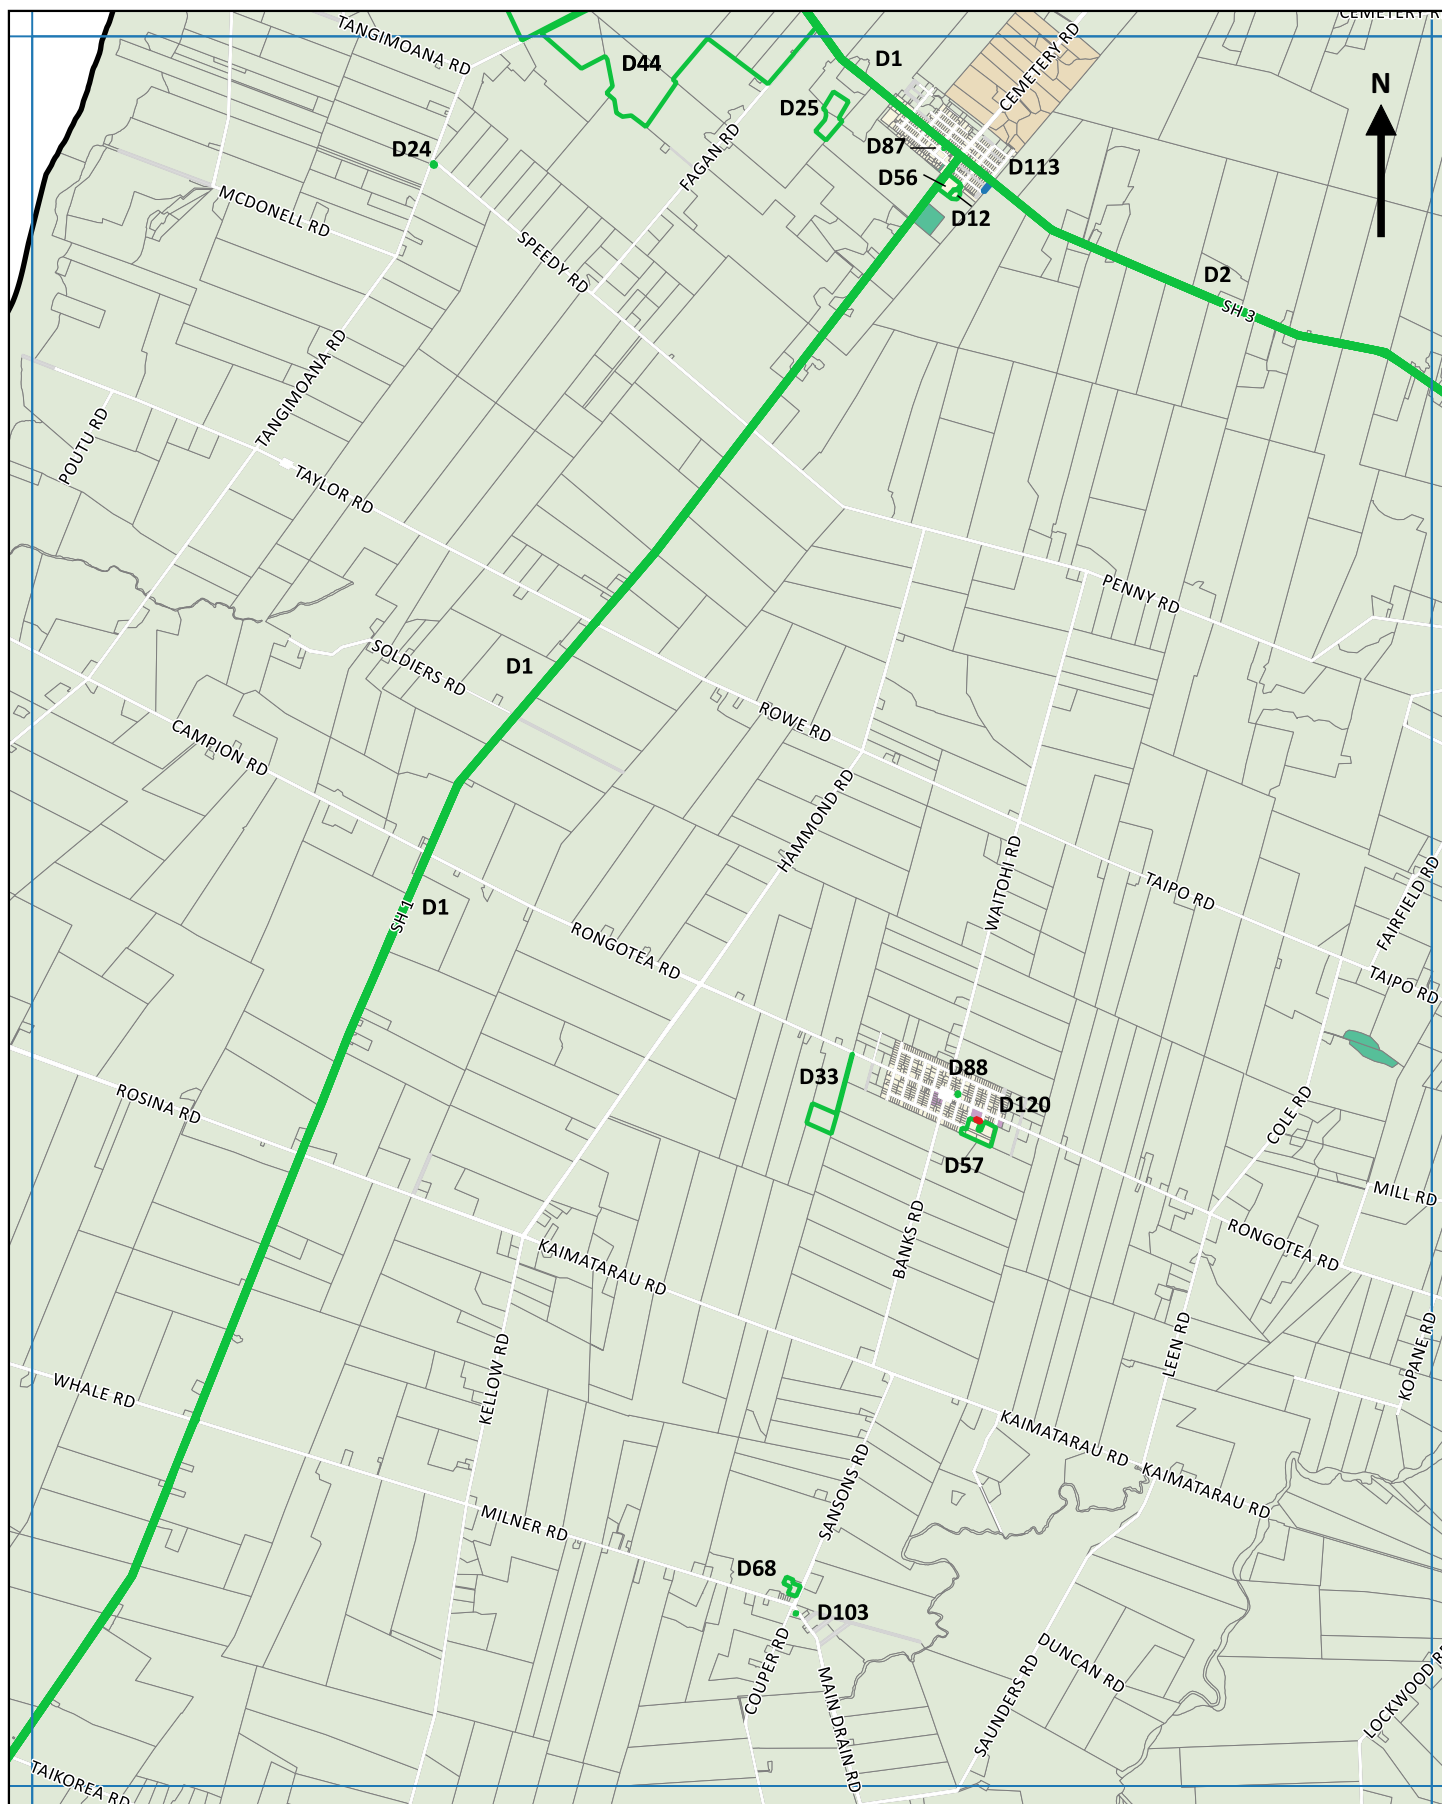 CEMETERY R
TANGIMOANA RD
D44
D1
CEMETERY RD
N
D25
D24
FAGAN RD
D87
D113
D56
D12
MCDONELL RD
SPEEDY RD
D2
SH 3
TANGIMOANA RD
POUTU RD
TAYLOR RD
PENNY RD
SOLDIERS RD
D1
ROWE RD
CAMPION RD
HAMMOND RD
WAITOHI RD
TAIPO RD
FAIRFIELD RD
SH 1
D1
RONGOTEA RD
TAIPO RD
D33
D88
D120
ROSINA RD
COLE RD
D57
MILL RD
BANKS RD
RONGOTEA RD
KAIMATARAU RD
LEEN RD
KOPANE RD
KELLOW RD
WHALE RD
KAIMATARAU RD
KAIMATARAU RD
SANSONS RD
MILNER RD
D68
D103
COUPER RD
DUNCAN RD
MAIN DRAIN RD
SAUNDERS RD
LOCKWOOD R
TAIKOREA RD